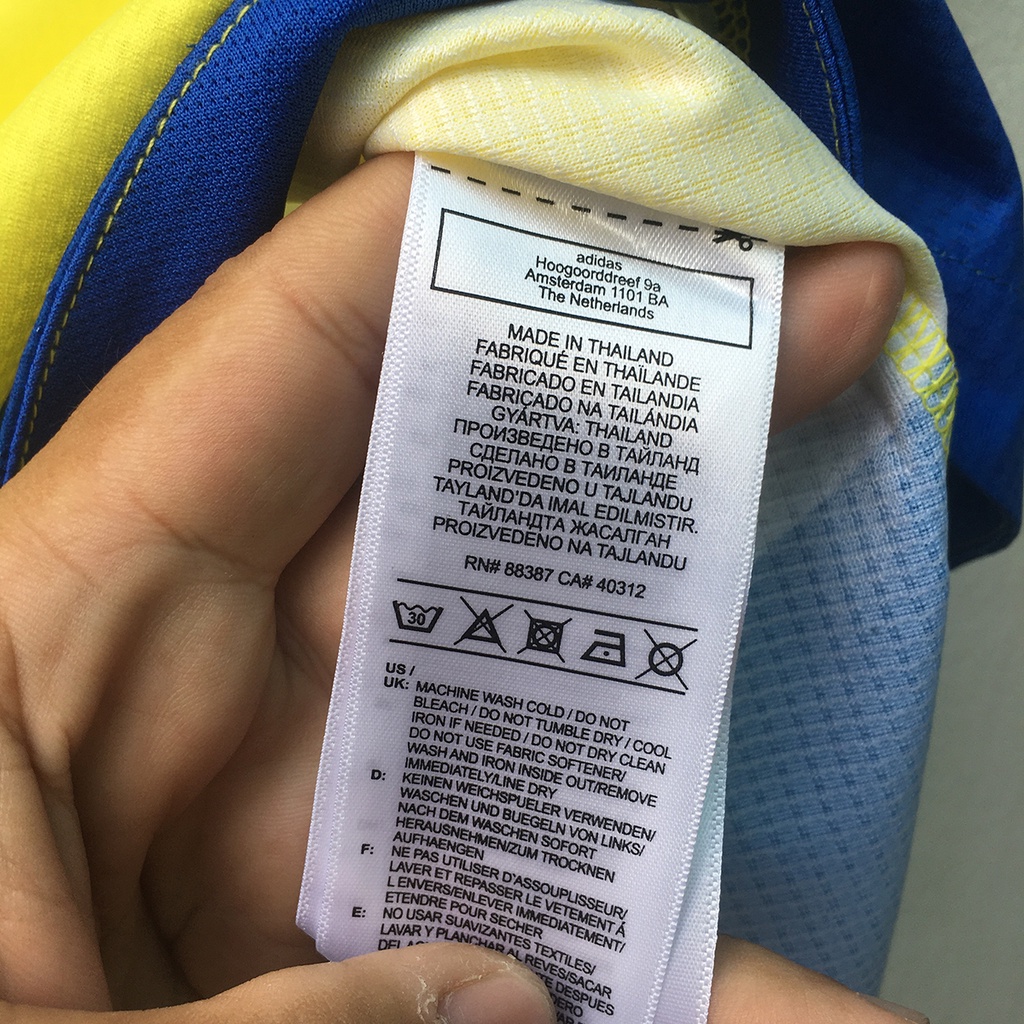 adidas
Hoogoorddreef 9a
Amsterdam 1101 BA
The Netherlands
MADE IN THAILAND
FABRIQUÉ EN THAÏLANDE
FABRICADO EN TAILANDIA
FABRICADO NA TAILÁNDIA
GYÁRTVA: THAILAND
ПРОИЗВЕДЕНО В ТАЙЛАНД
СДЕЛАНО В ТАИЛАНДЕ
PROIZVEDENO U TAJLANDU
TAYLAND'DA IMAL EDILMISTIR.
ТАЙЛАНДТА ЖАСАЛГАН
PROIZVEDENO NA TAJLANDU
RN# 88387 CA# 40312
30
US /
UK: MACHINE WASH COLD / DO NOT
BLEACH / DO NOT TUMBLE DRY / COOL
IRON IF NEEDED / DO NOT DRY CLEAN
DO NOT USE FABRIC SOFTENER/
WASH AND IRON INSIDE OUT/REMOVE
IMMEDIATELY/LINE DRY
D: KEINEN WEICHSPUELER VERWENDEN/
WASCHEN UND BUEGELN VON LINKS/
NACH DEM WASCHEN SOFORT
HERAUSNEHMEN/ZUM TROCKNEN
AUFHAENGEN
F: NE PAS UTILISER D'ASSOUPLISSEUR/
LAVER ET REPASSER LE VETEMENT Á
L ENVERS/ENLEVER IMMEDIATEMENT/
ETENDRE POUR SECHER
E: NO USAR SUAVIZANTES TEXTILES/
LAVAR Y PLANCHAR AL REVES/SACAR
DESPUES